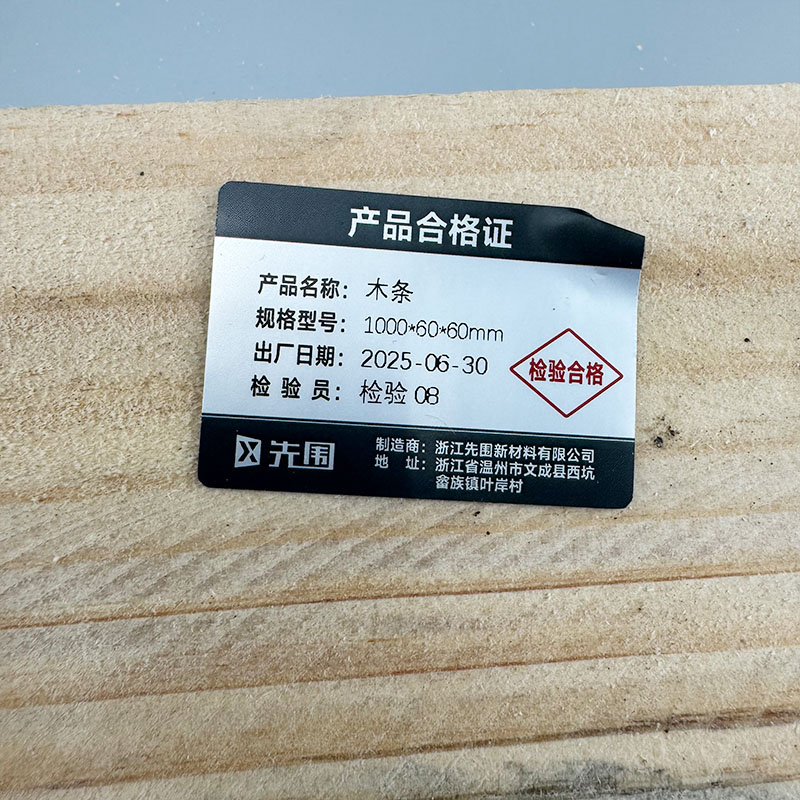 产品合格证
产品名称：木条
规格型号：1000*60*60mm
出厂日期：2025-06-30
检验员：检验 08
检验合格
先围
制造商：浙江先围新材料有限公司
地址：浙江省温州市文成县西坑
畲族镇叶岸村